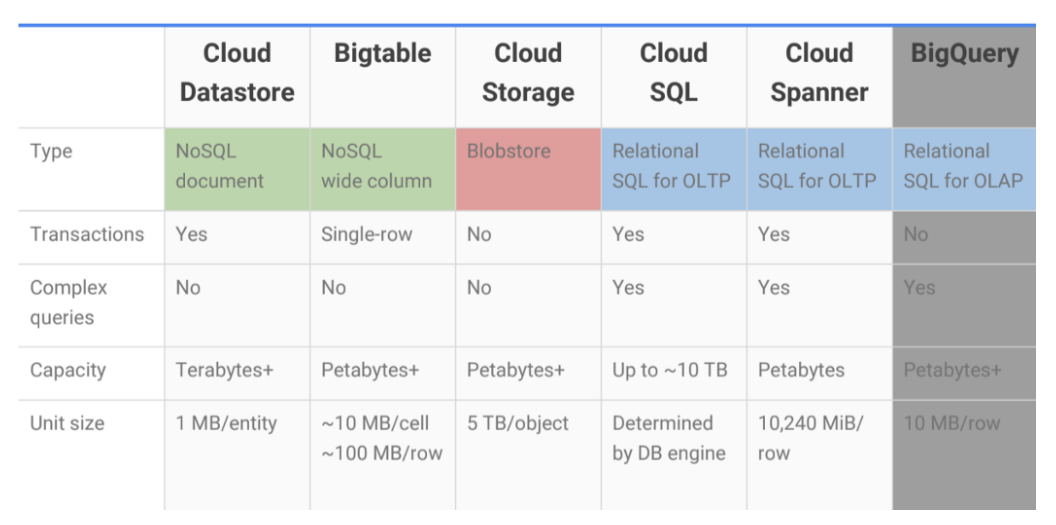 Cloud Datastore Bigtable Cloud Storage Cloud SQL Cloud Spanner BigQuery
Type NoSQL document NoSQL wide column Blobstore Relational SQL for OLTP Relational SQL for OLTP Relational SQL for OLAP
Transactions Yes Single-row No Yes Yes No
Complex queries No No No Yes Yes Yes
Capacity Terabytes+ Petabytes+ Petabytes+ Up to ~10 TB Petabytes Petabytes+
Unit size 1 MB/entity ~10 MB/cell ~100 MB/row 5 TB/object Determined by DB engine 10,240 MiB/ row 10 MB/row